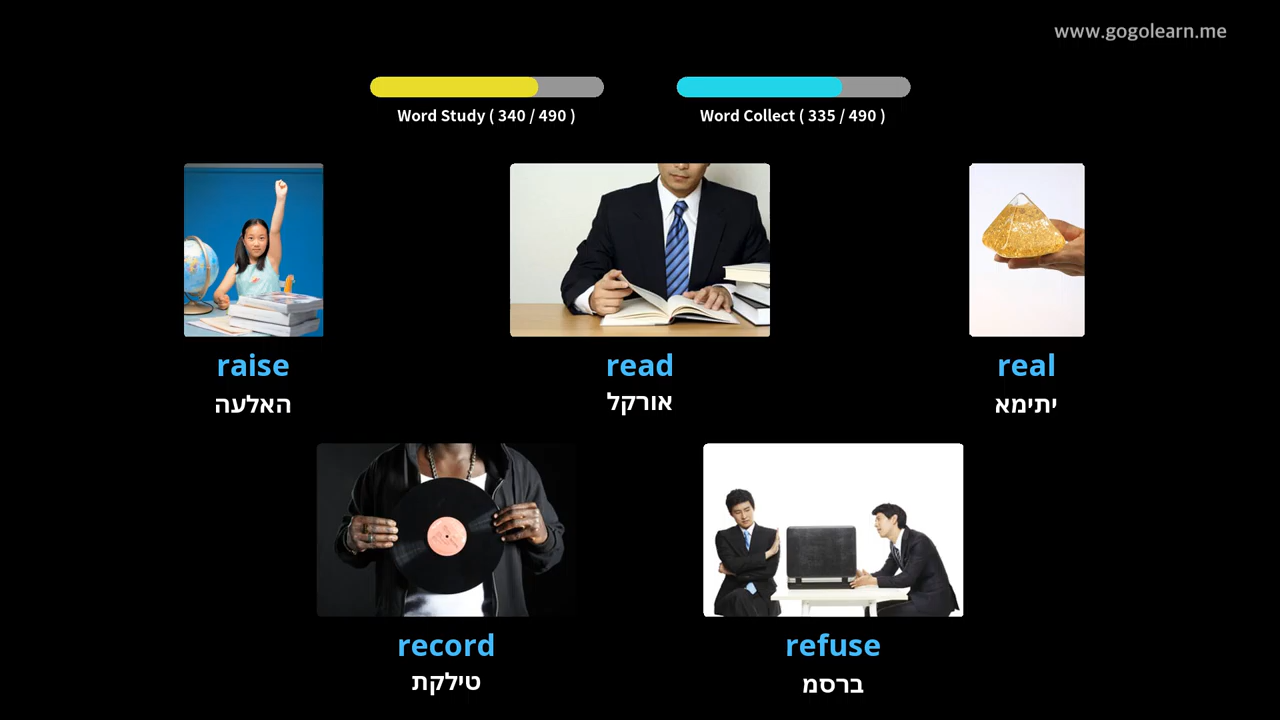 www.gogolearn.me
Word Study ( 340 / 490 )
Word Collect ( 335 / 490 )
raise
האלעה
read
אורקל
real
יתימא
record
טילקת
refuse
ברסמ